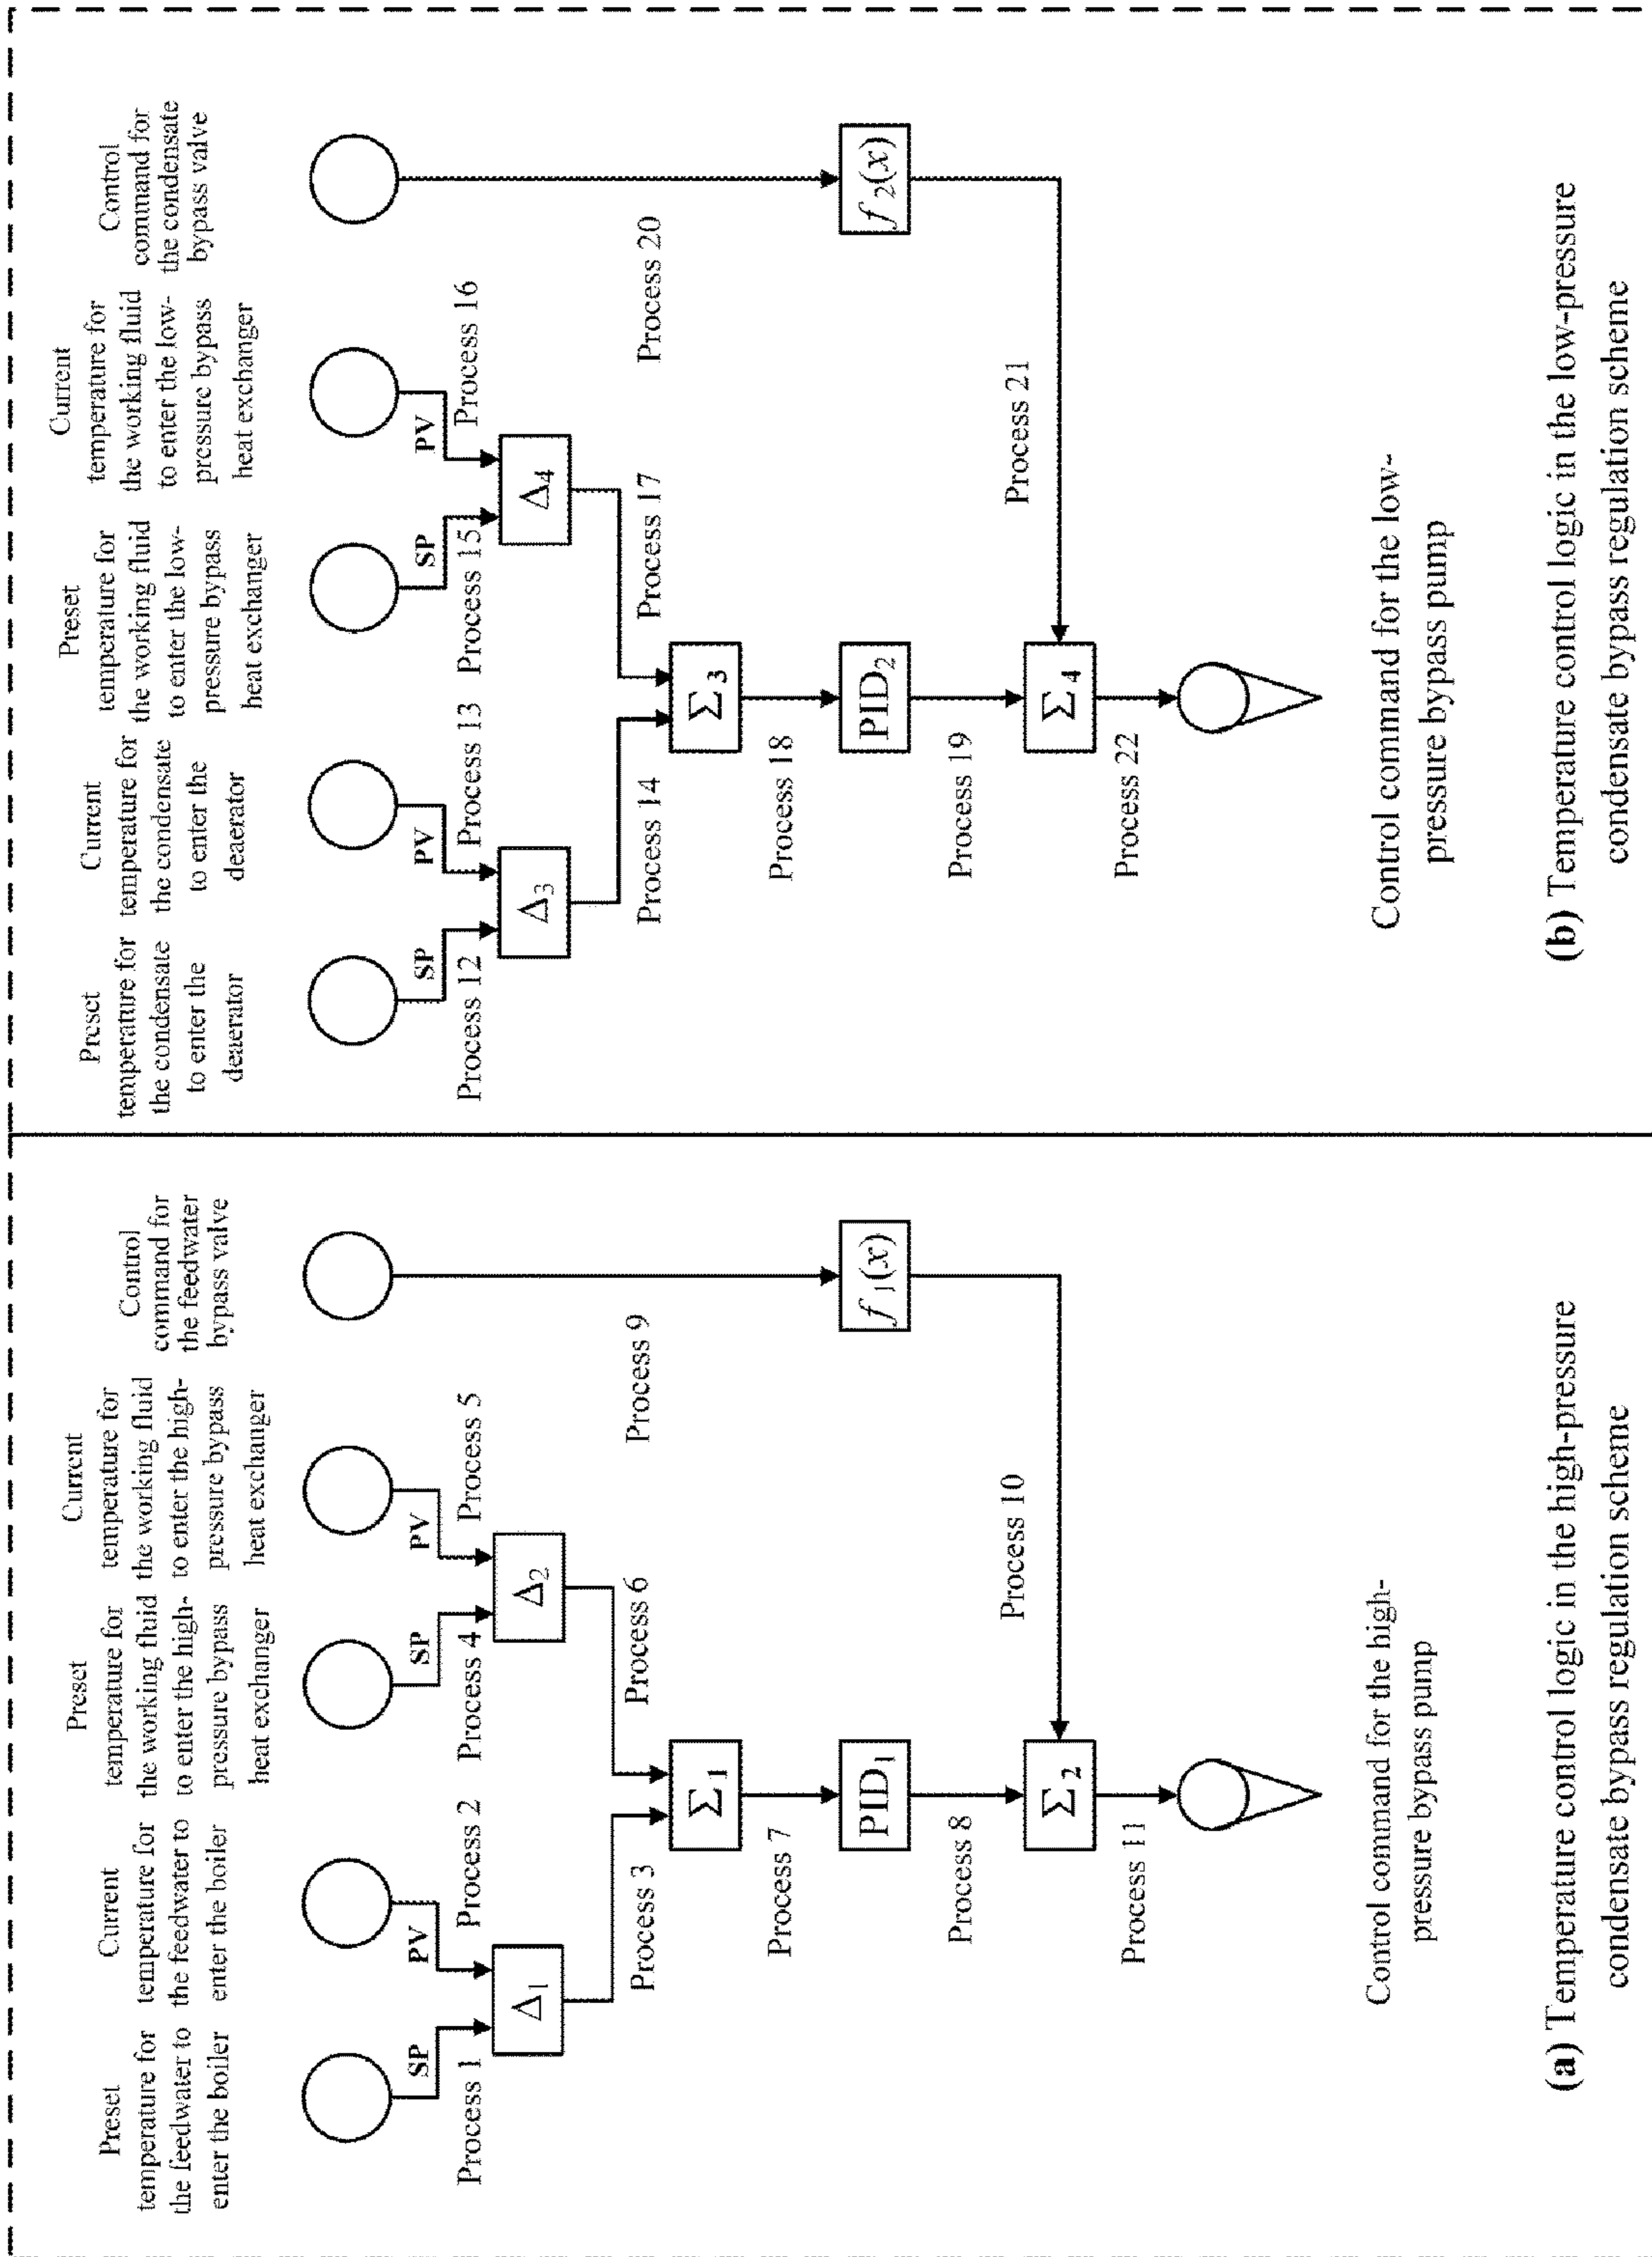 Preset
temperature for
the feedwater to
enter the boiler
Current
temperature for
the feedwater to
enter the boiler
Preset
temperature for
the working fluid
to enter the high-
pressure bypass
heat exchanger
Current
temperature for
the working fluid
to enter the high-
pressure bypass
heat exchanger
Control
command for
the feedwater
bypass valve
SP
PV
SP
PV
Process 1
Process 2
Process 4
Process 5
Δ1
Δ2
Process 3
Process 6
Process 9
Σ1
Process 7
PID1
f1(x)
Process 8
Process 10
Σ2
Process 11
Control command for the high-
pressure bypass pump
(a) Temperature control logic in the high-pressure
condensate bypass regulation scheme
Preset
temperature for
the condensate
to enter the
deaerator
Current
temperature for
the condensate
to enter the
deaerator
Preset
temperature for
the working fluid
to enter the low-
pressure bypass
heat exchanger
Current
temperature for
the working fluid
to enter the low-
pressure bypass
heat exchanger
Control
command for
the condensate
bypass valve
SP
PV
SP
PV
Process 12
Process 13
Process 15
Process 16
Δ3
Δ4
Process 14
Process 17
Process 20
Σ3
Process 18
PID2
f2(x)
Process 19
Process 21
Σ4
Process 22
Control command for the low-
pressure bypass pump
(b) Temperature control logic in the low-pressure
condensate bypass regulation scheme